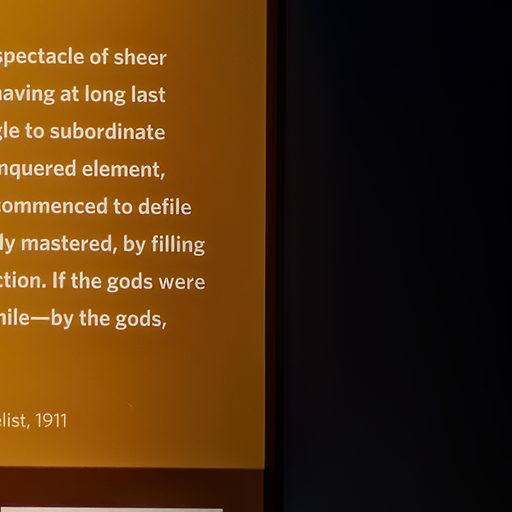 spectacle of sheer
having at long last
gle to subordinate
nquered element,
commenced to defile
ly mastered, by filling
ction. If the gods were
hile—by the gods,
elist, 1911